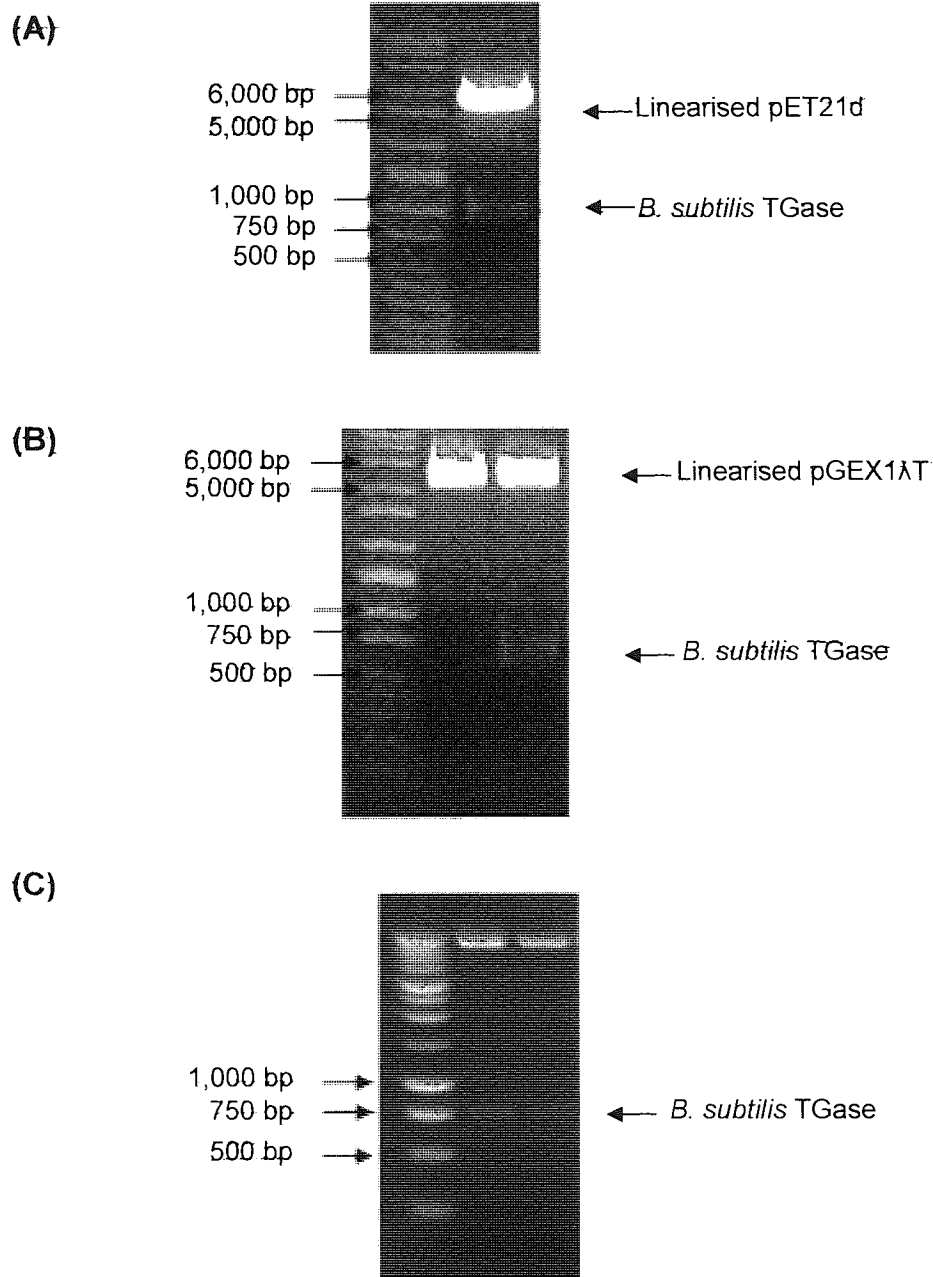 (A)
6,000 bp
5,000 bp
1,000 bp
750 bp
500 bp
Linearised pET21d
B. subtilis TGase
(B)
6,000 bp
5,000 bp
1,000 bp
750 bp
500 bp
Linearised pGEX1λT
B. subtilis TGase
(C)
1,000 bp
750 bp
500 bp
B. subtilis TGase